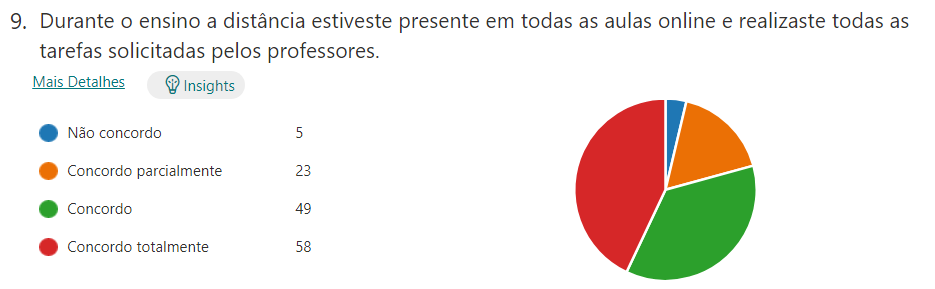 9. Durante o ensino a distância estiveste presente em todas as aulas online e realizaste todas as
tarefas solicitadas pelos professores.
Mais Detalhes Insights
Não concordo 5
Concordo parcialmente 23
Concordo 49
Concordo totalmente 58